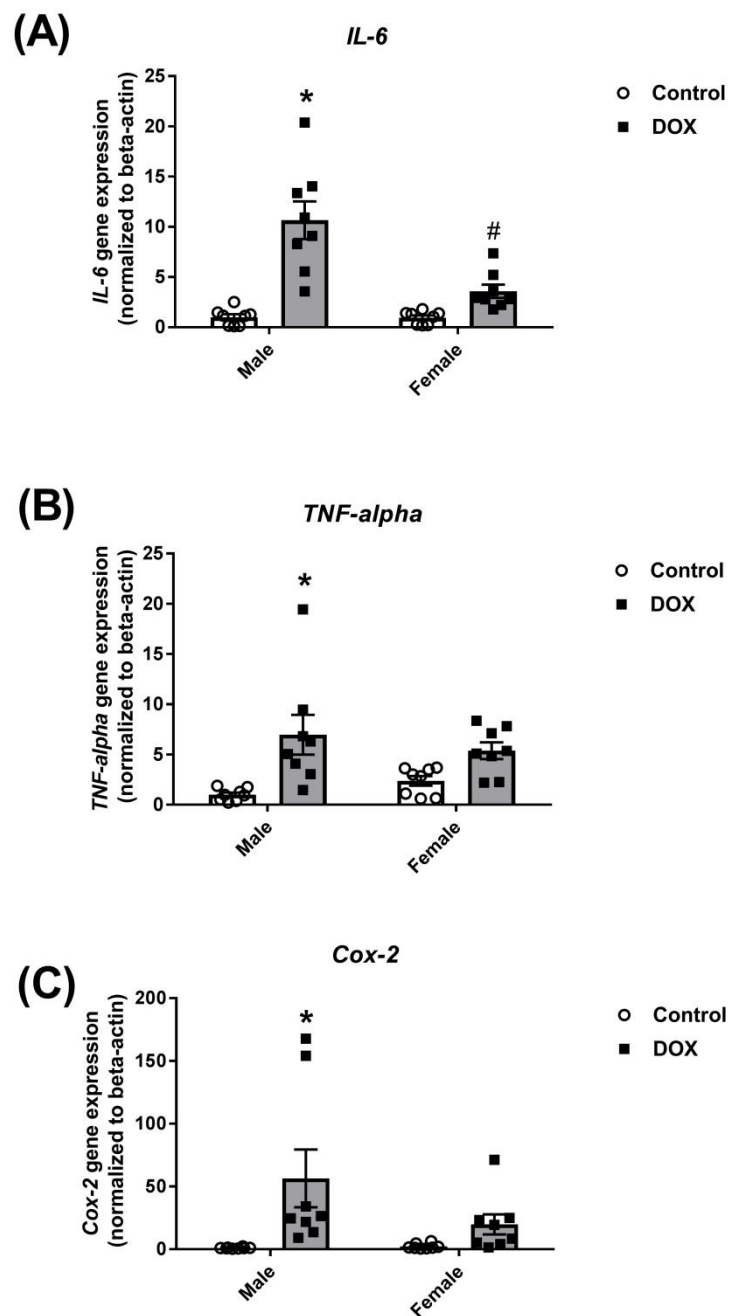 (A)
IL-6
IL-6 gene expression
(normalized to beta-actin)
25
20
15
10
5
0
*
#
Male
Female
Control
DOX
(B)
TNF-alpha
TNF-alpha gene expression
(normalized to beta-actin)
25
20
15
10
5
0
*
Male
Female
Control
DOX
(C)
Cox-2
Cox-2 gene expression
(normalized to beta-actin)
200
150
100
50
0
*
Male
Female
Control
DOX